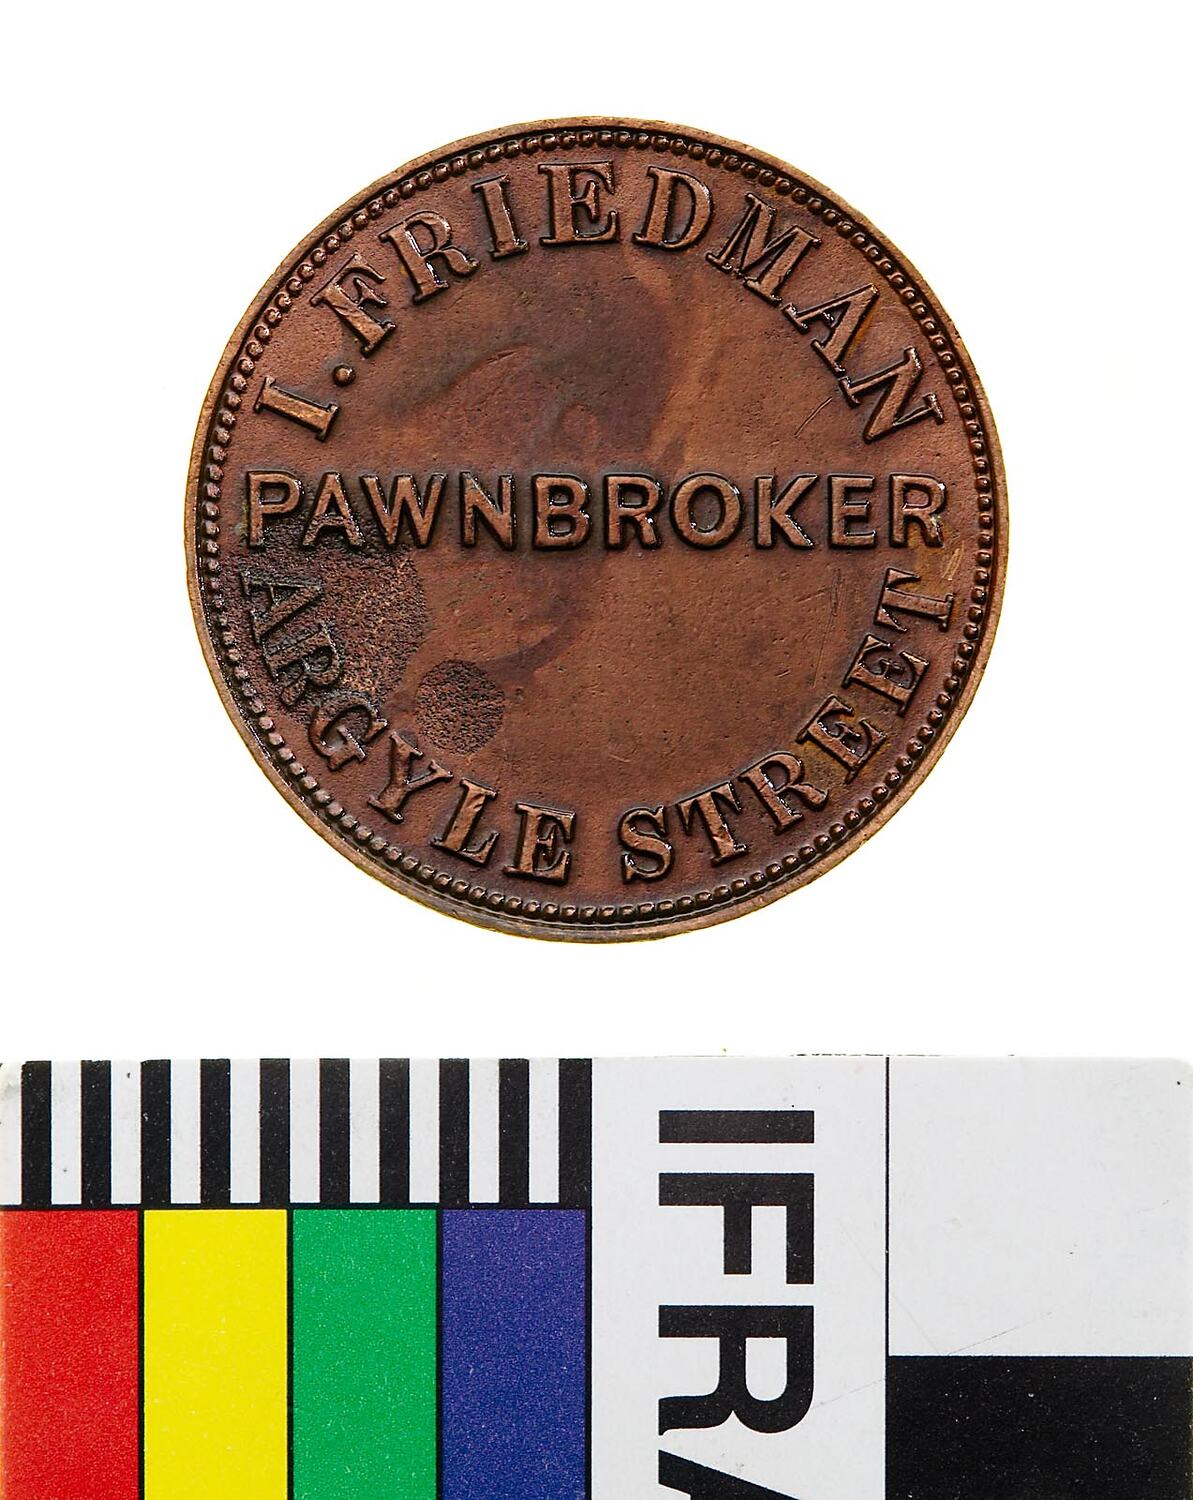 I. FRIEDMAN
PAWNBROKER
ARGYLE STREET
IFRA